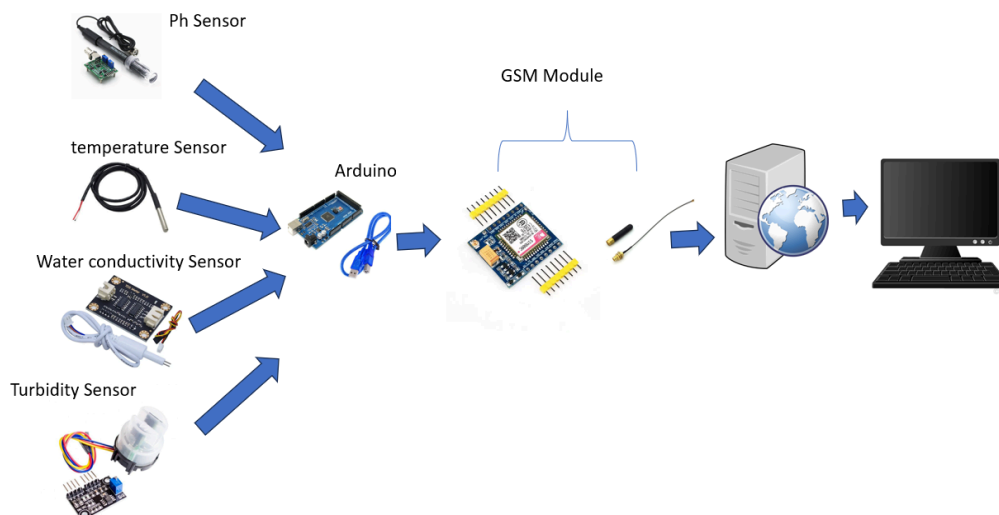 Ph Sensor
GSM Module
temperature Sensor
Arduino
Water conductivity Sensor
Turbidity Sensor